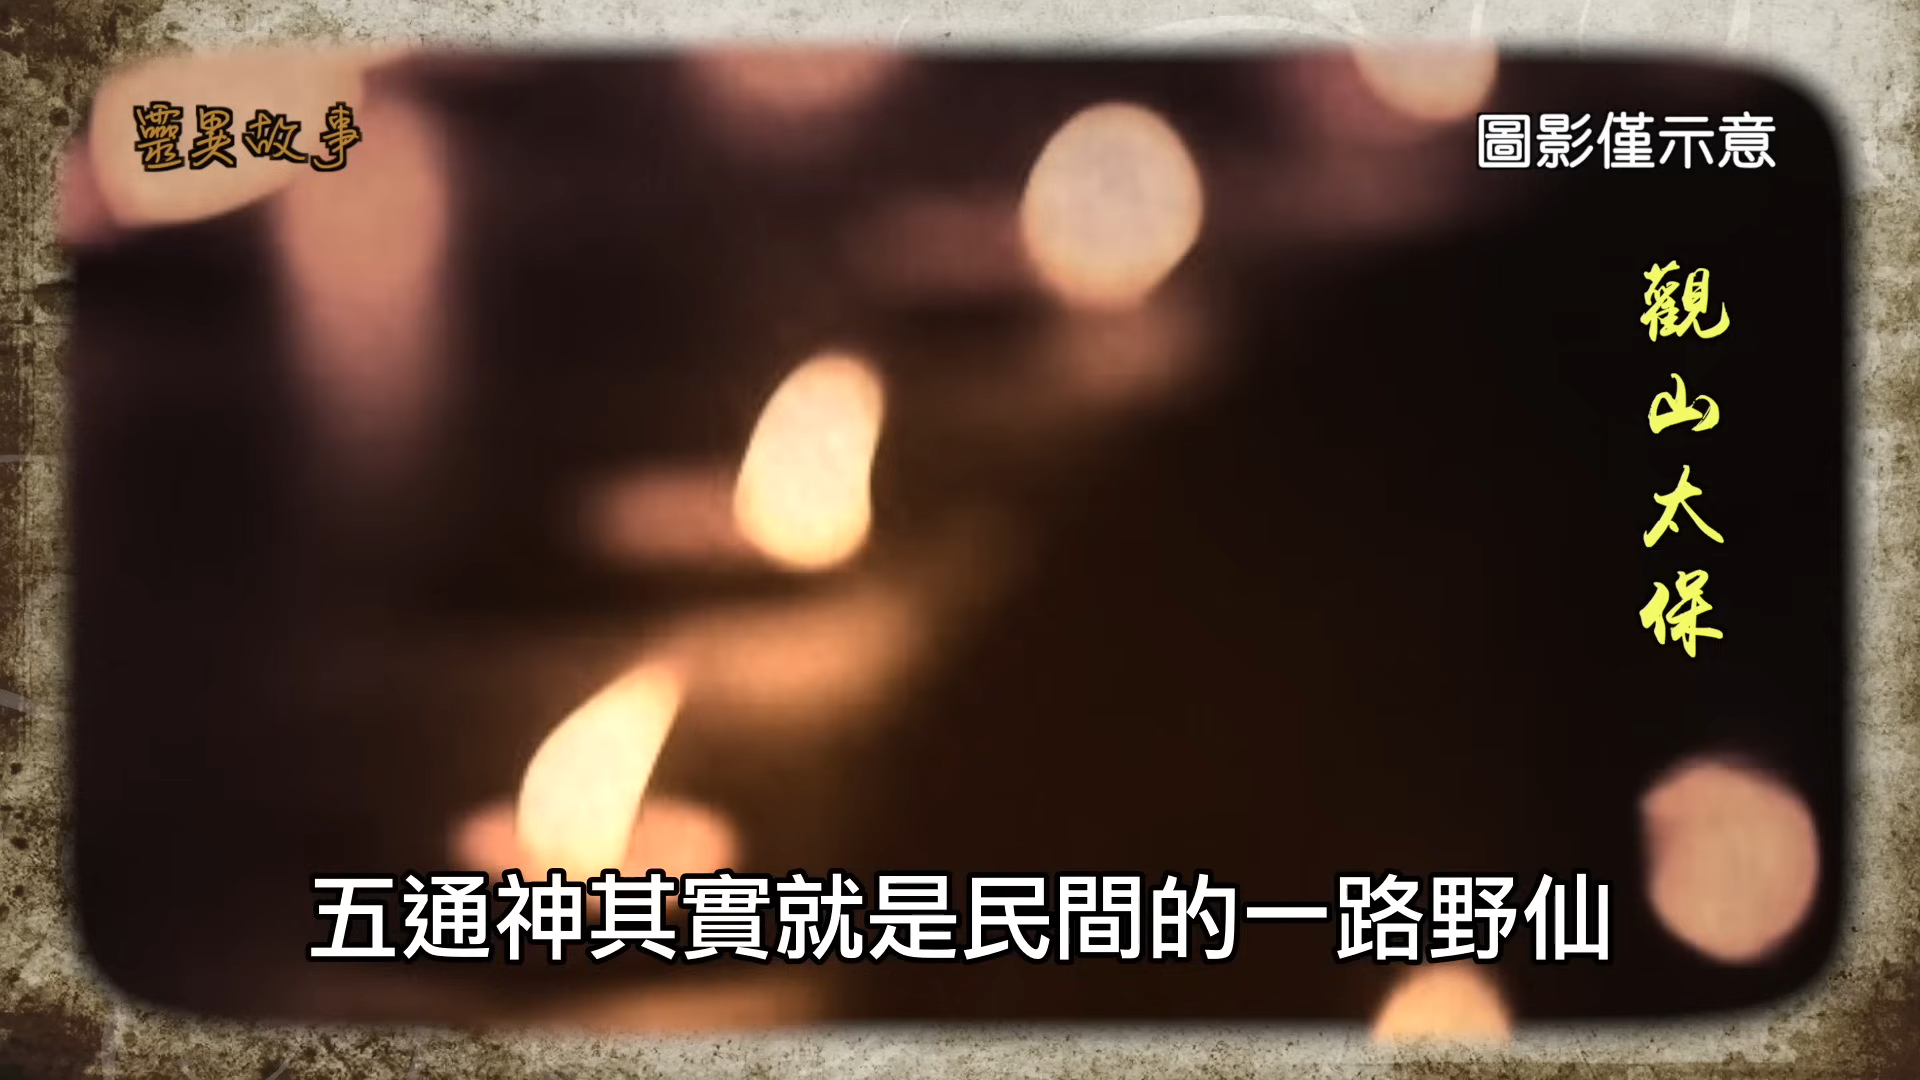 靈異故事
圖影僅示意
觀山太保
五通神其實就是民間的一路野仙